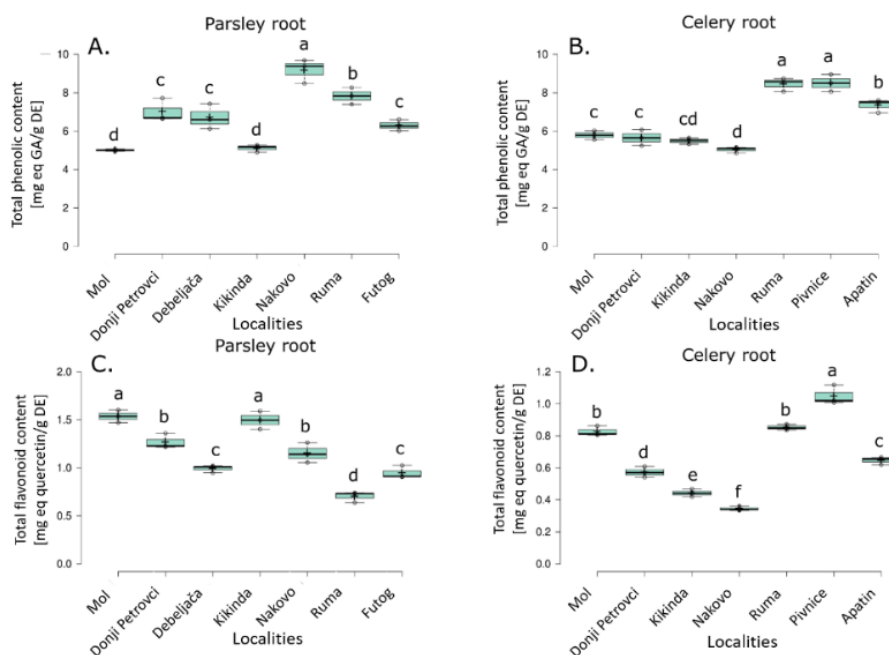 Parsley root
A.
Total phenolic content
[mg eq GA/g DE]
10
8
6
4
2
0
d
c
c
d
a
b
c
Mol
Donji Petrovci
Debeljača
Kikinda
Nakovo
Ruma
Futog
Localities
Celery root
B.
Total phenolic content
[mg eq GA/g DE]
10
8
6
4
2
0
c
c
cd
d
a
a
b
Mol
Donji Petrovci
Kikinda
Nakovo
Ruma
Pivnice
Apatin
Localities
Parsley root
C.
Total flavonoid content
[mg eq quercetin/g DE]
2.0
1.5
1.0
0.5
0.0
a
b
c
a
b
d
c
Mol
Donji Petrovci
Debeljača
Kikinda
Nakovo
Ruma
Futog
Localities
Celery root
D.
Total flavonoid content
[mg eq quercetin/g DE]
1.2
1.0
0.8
0.6
0.4
0.2
0.0
b
d
e
f
b
a
c
Mol
Donji Petrovci
Kikinda
Nakovo
Ruma
Pivnice
Apatin
Localities